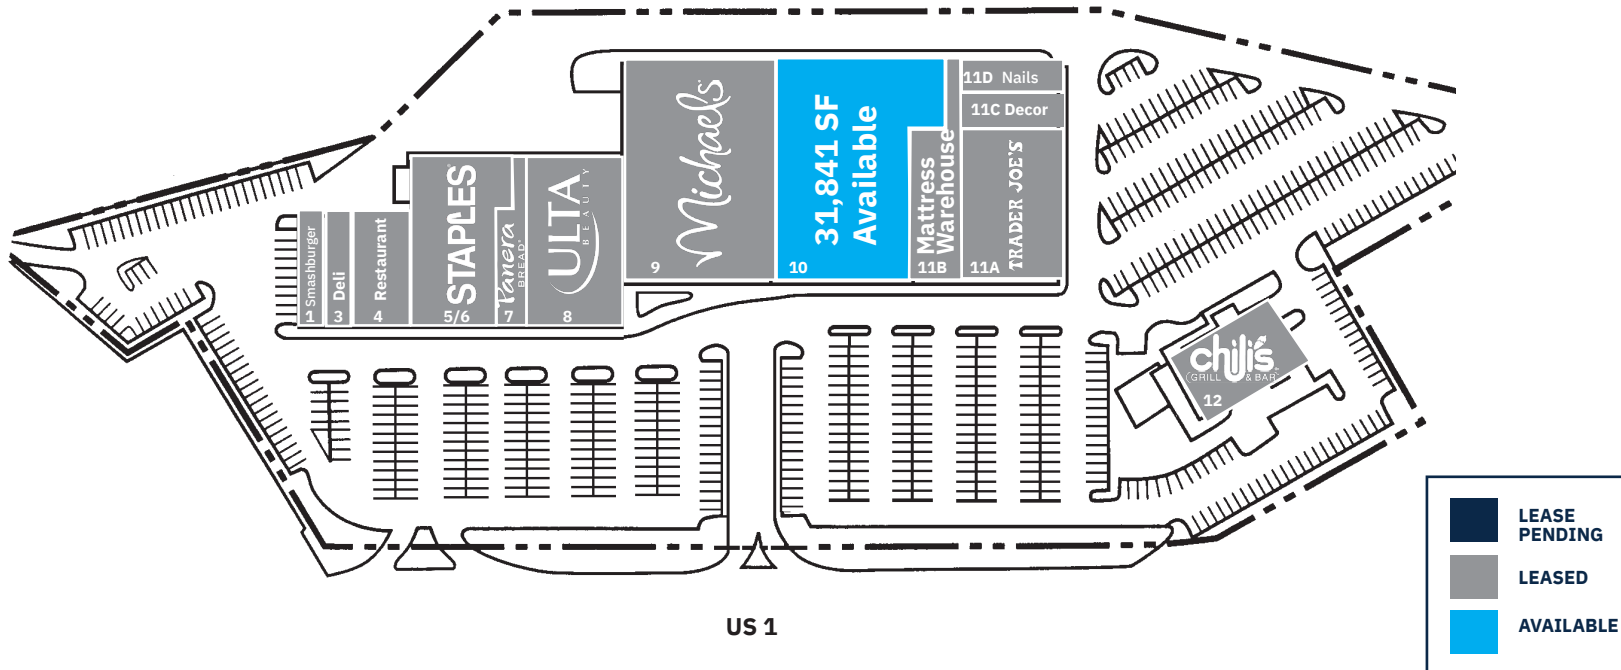 1 Smashburger
3 Deli
4 Restaurant
5/6 STAPLES
7 Panera
BREAD®
8 ULTA
BEAUTY
9 Michaels
10 31,841 SF
Available
11B Mattress
Warehouse
11A TRADER JOE'S
11C Decor
11D Nails
chili's
GRILL & BAR
12
US 1
LEASE
PENDING
LEASED
AVAILABLE